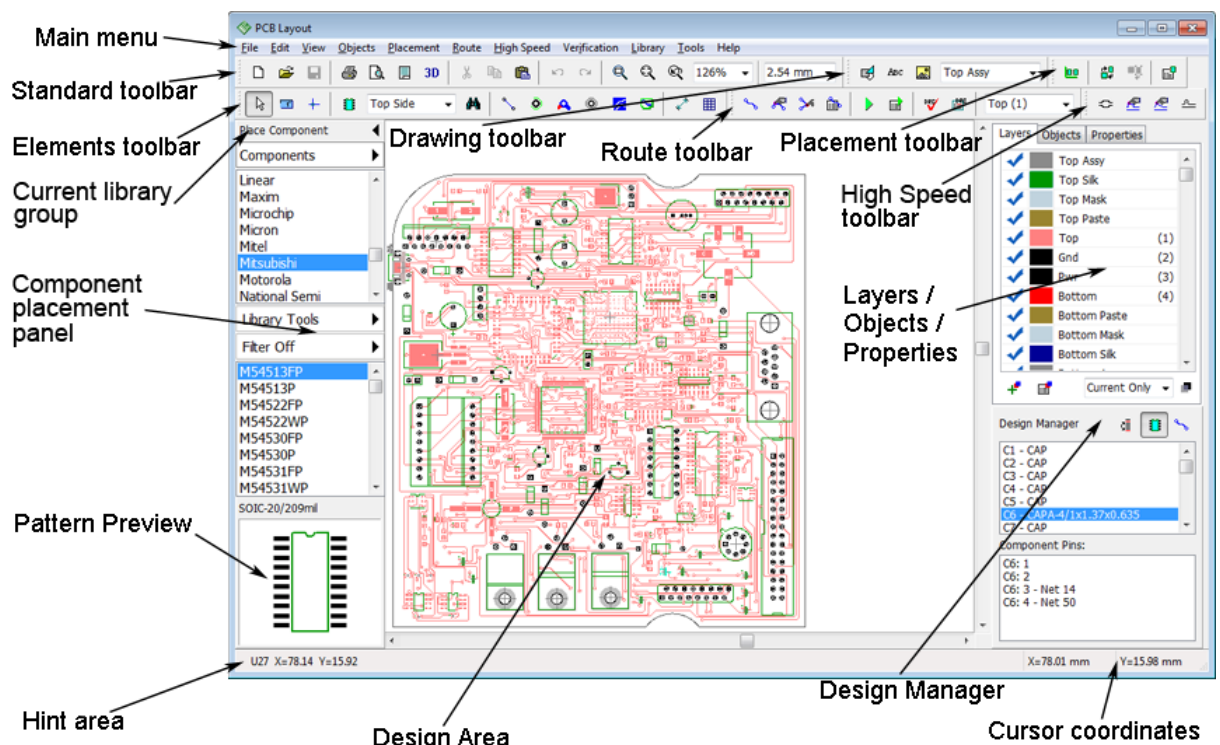 PCB Layout
Main menu
File Edit View Objects Placement Route High Speed Verification Library Tools Help
Standard toolbar
3D 126% 2.54 mm Abc Top Assy
Elements toolbar
Top Side Top (1)
Drawing toolbar
Route toolbar
Placement toolbar
High Speed
toolbar
Current library
group
Place Component
Components
Linear
Maxim
Microchip
Micron
Mitel
Mitsubishi
Motorola
National Semi
Component
placement
panel
Library Tools
Filter Off
M54513FP
M54513P
M54522FP
M54522WP
M54530FP
M54530P
M54531FP
M54531WP
SOIC-20/209mil
Pattern Preview
Layers Objects Properties
Top Assy
Top Silk
Top Mask
Top Paste
Top (1)
Gnd (2)
Pwr (3)
Bottom (4)
Bottom Paste
Bottom Mask
Bottom Silk
Layers /
Objects /
Properties
Current Only
Design Manager
C1 - CAP
C2 - CAP
C3 - CAP
C4 - CAP
C5 - CAP
C6 - CAPA-4/1x1.37x0.635
C7 - CAP
Component Pins:
C6: 1
C6: 2
C6: 3 - Net 14
C6: 4 - Net 50
U27 X=78.14 Y=15.92
X=78.01 mm Y=15.98 mm
Hint area
Design Area
Design Manager
Cursor coordinates